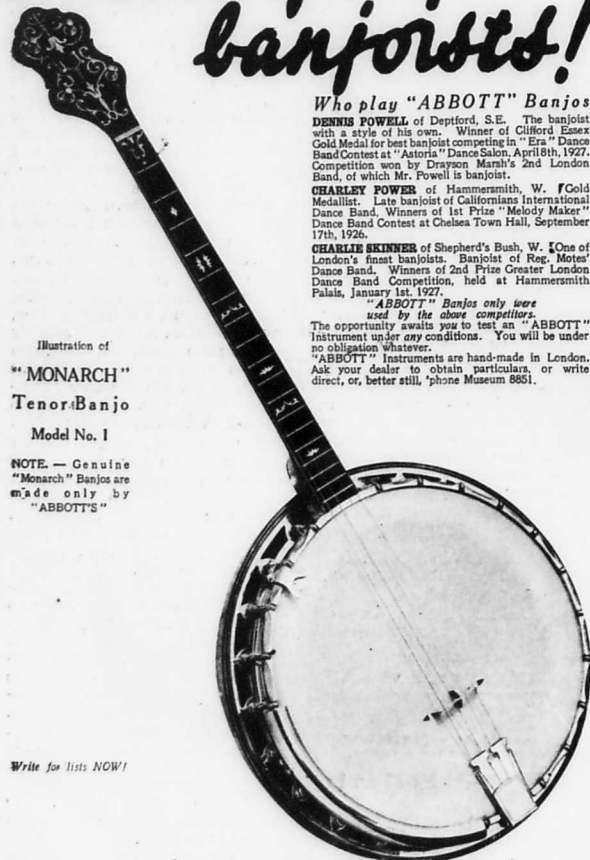 banjoists!
Who play "ABBOTT" Banjos
DENNIS POWELL of Deptford, S.E. The banjoist
with a style of his own. Winner of Clifford Essex
Gold Medal for best banjoist competing in "Era" Dance
Band Contest at "Astoria" Dance Salon, April 8th, 1927.
Competition won by Drayson Marsh's 2nd London
Band, of which Mr. Powell is banjoist.
CHARLEY POWER of Hammersmith, W. Gold
Medallist. Late banjoist of Californians International
Dance Band, Winners of 1st Prize "Melody Maker"
Dance Band Contest at Chelsea Town Hall, September
17th, 1926.
CHARLIE SKINNER of Shepherd's Bush, W. One of
London's finest banjoists. Banjoist of Reg. Motes'
Dance Band. Winners of 2nd Prize Greater London
Dance Band Competition, held at Hammersmith
Palais, January 1st. 1927.
"ABBOTT" Banjos only were
used by the above competitors.
The opportunity awaits you to test an "ABBOTT"
Instrument under any conditions. You will be under
no obligation whatever.
"ABBOTT" Instruments are hand-made in London.
Ask your dealer to obtain particulars, or write
direct, or, better still, 'phone Museum 8851.
Illustration of
"MONARCH"
Tenor Banjo
Model No. 1
NOTE. — Genuine
"Monarch" Banjos are
made only by
"ABBOTT'S"
Write for lists NOW!